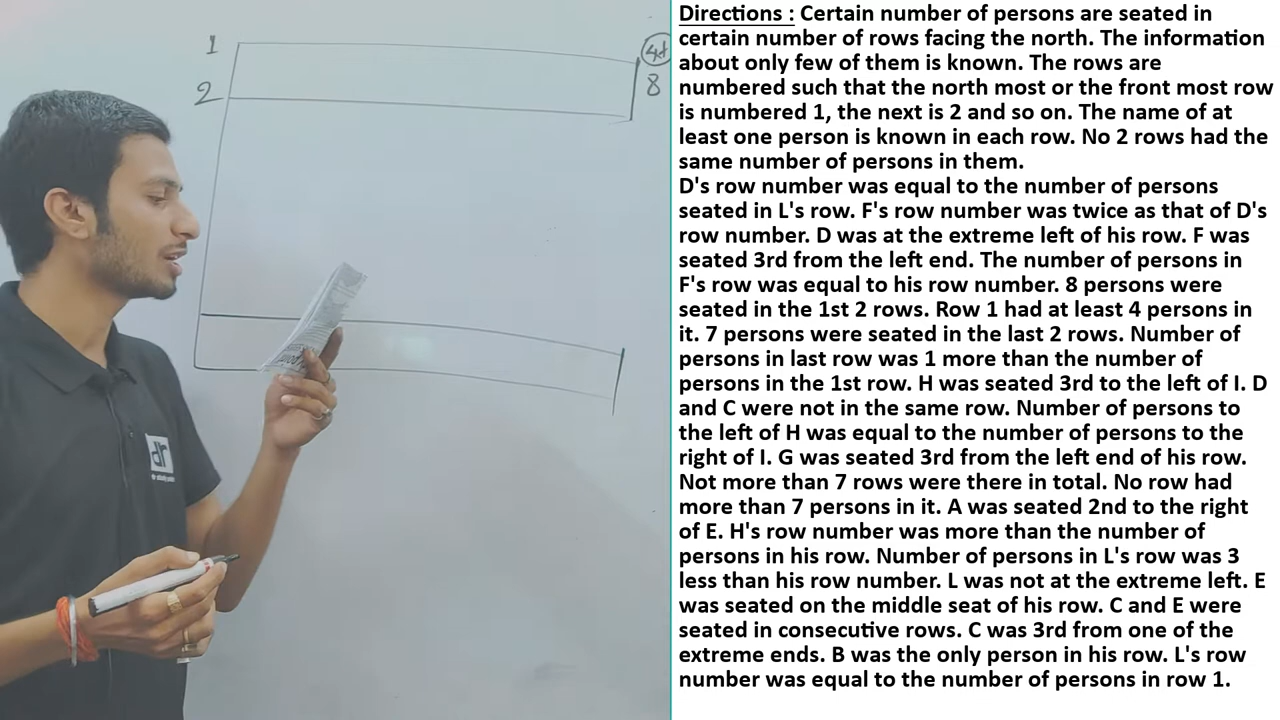 1
4+
2
8
Directions : Certain number of persons are seated in
certain number of rows facing the north. The information
about only few of them is known. The rows are
numbered such that the north most or the front most row
is numbered 1, the next is 2 and so on. The name of at
least one person is known in each row. No 2 rows had the
same number of persons in them.
D's row number was equal to the number of persons
seated in L's row. F's row number was twice as that of D's
row number. D was at the extreme left of his row. F was
seated 3rd from the left end. The number of persons in
F's row was equal to his row number. 8 persons were
seated in the 1st 2 rows. Row 1 had at least 4 persons in
it. 7 persons were seated in the last 2 rows. Number of
persons in last row was 1 more than the number of
persons in the 1st row. H was seated 3rd to the left of I. D
and C were not in the same row. Number of persons to
the left of H was equal to the number of persons to the
right of I. G was seated 3rd from the left end of his row.
Not more than 7 rows were there in total. No row had
more than 7 persons in it. A was seated 2nd to the right
of E. H's row number was more than the number of
persons in his row. Number of persons in L's row was 3
less than his row number. L was not at the extreme left. E
was seated on the middle seat of his row. C and E were
seated in consecutive rows. C was 3rd from one of the
extreme ends. B was the only person in his row. L's row
number was equal to the number of persons in row 1.